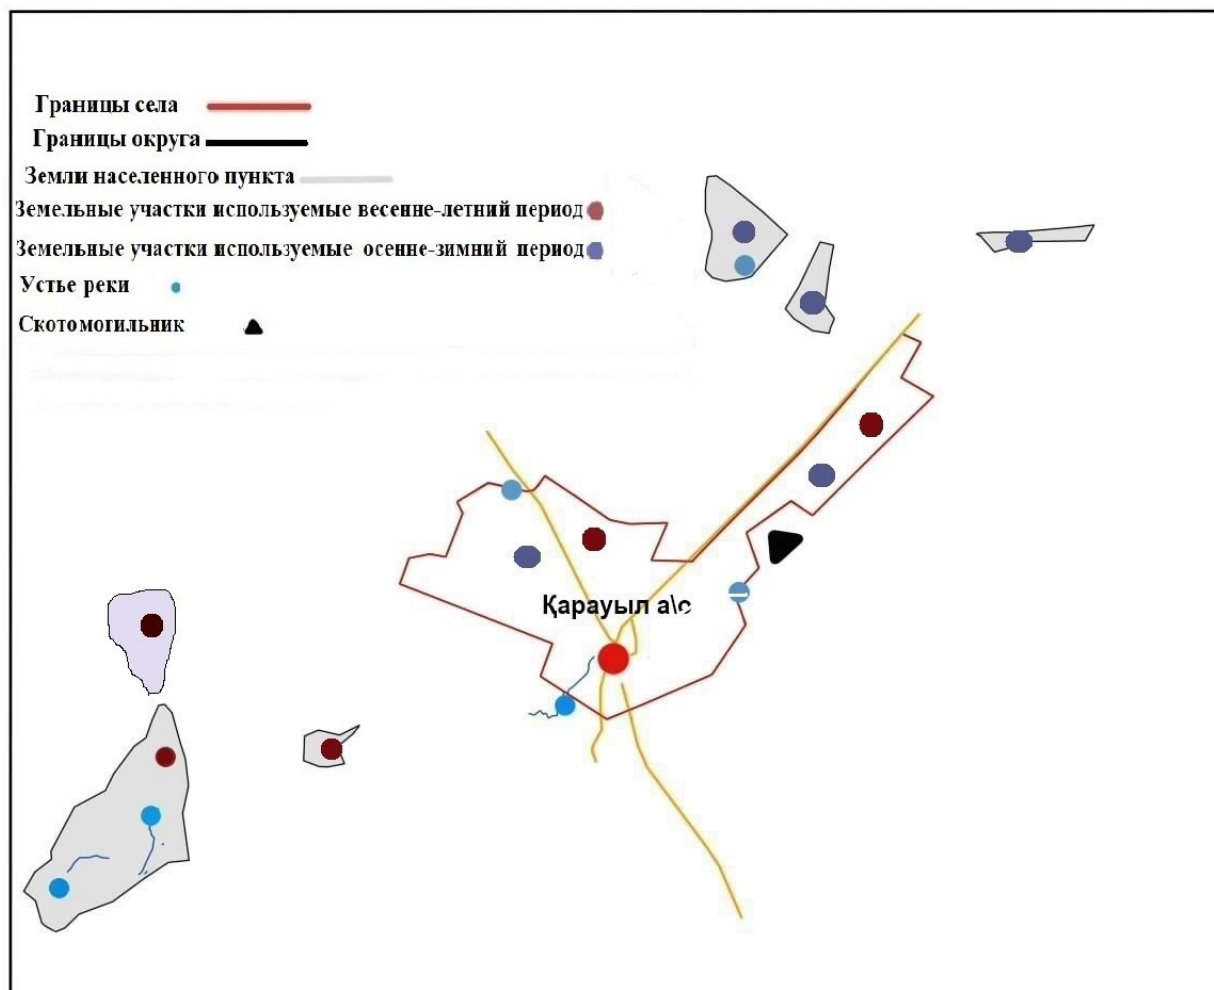 Границы села
Границы округа
Земли населенного пункта
Земельные участки используемые весенне-летний период
Земельные участки используемые осенне-зимний период
Устье реки
Скотомогильник
Қарауыл а\о